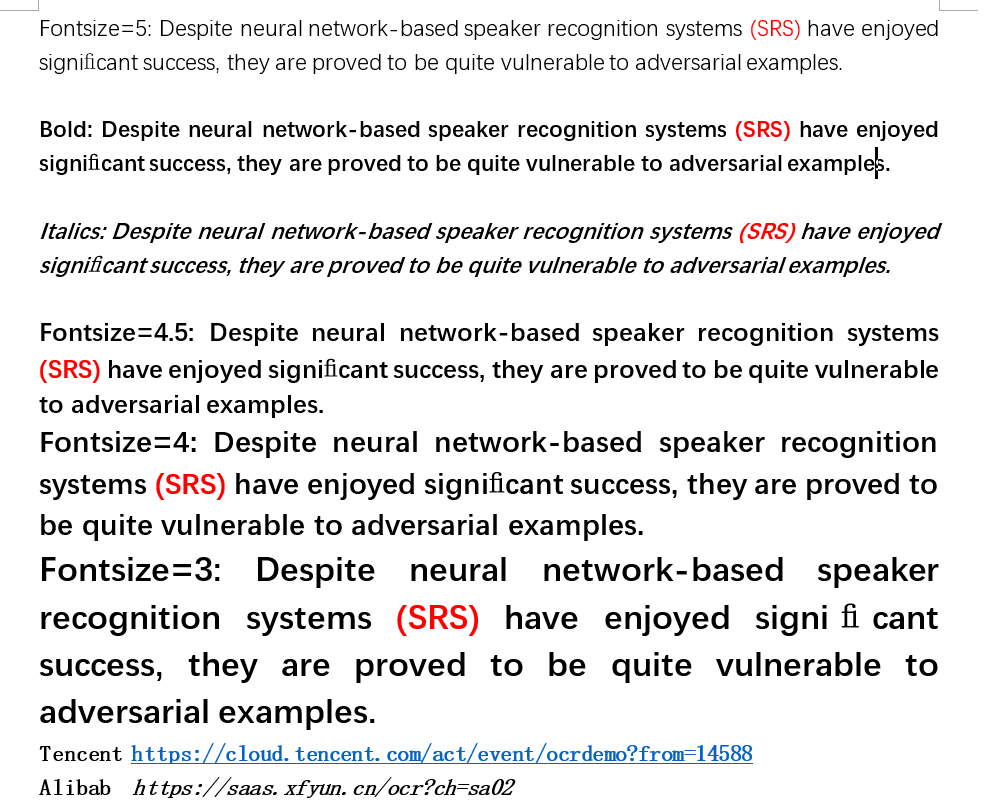 Fontsize=5: Despite neural network-based speaker recognition systems (SRS) have enjoyed
significant success, they are proved to be quite vulnerable to adversarial examples.
Bold: Despite neural network-based speaker recognition systems (SRS) have enjoyed
significant success, they are proved to be quite vulnerable to adversarial examples.
Italics: Despite neural network-based speaker recognition systems (SRS) have enjoyed
significant success, they are proved to be quite vulnerable to adversarial examples.
Fontsize=4.5: Despite neural network-based speaker recognition systems
(SRS) have enjoyed significant success, they are proved to be quite vulnerable
to adversarial examples.
Fontsize=4: Despite neural network-based speaker recognition
systems (SRS) have enjoyed significant success, they are proved to
be quite vulnerable to adversarial examples.
Fontsize=3: Despite neural network-based speaker
recognition systems (SRS) have enjoyed signi fi cant
success, they are proved to be quite vulnerable to
adversarial examples.
Tencent https://cloud.tencent.com/act/event/ocrdemo?from=14588
Alibab https://saas.xfyun.cn/ocr?ch=sa02